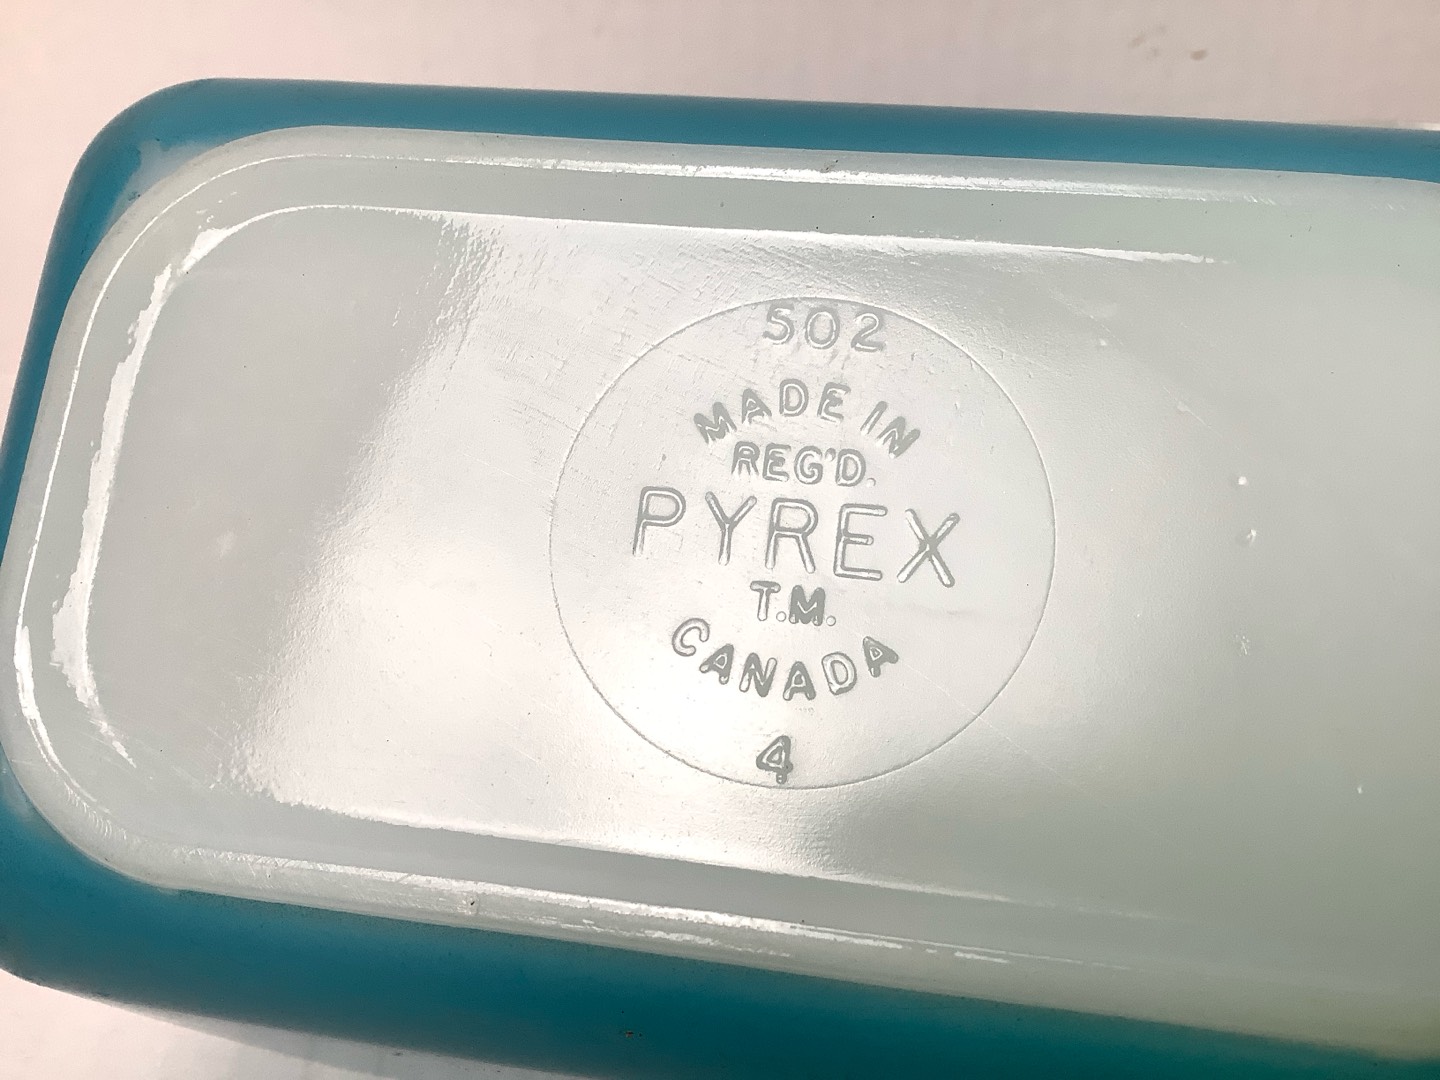 502
MADE IN
REG'D.
PYREX
T.M.
CANADA
4